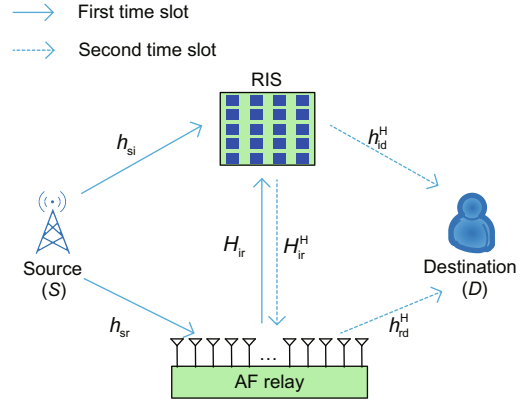 First time slot
Second time slot
RIS
h_si
h_id^H
H_ir
H_ir^H
Source
(S)
Destination
(D)
h_sr
h_rd^H
...
AF relay